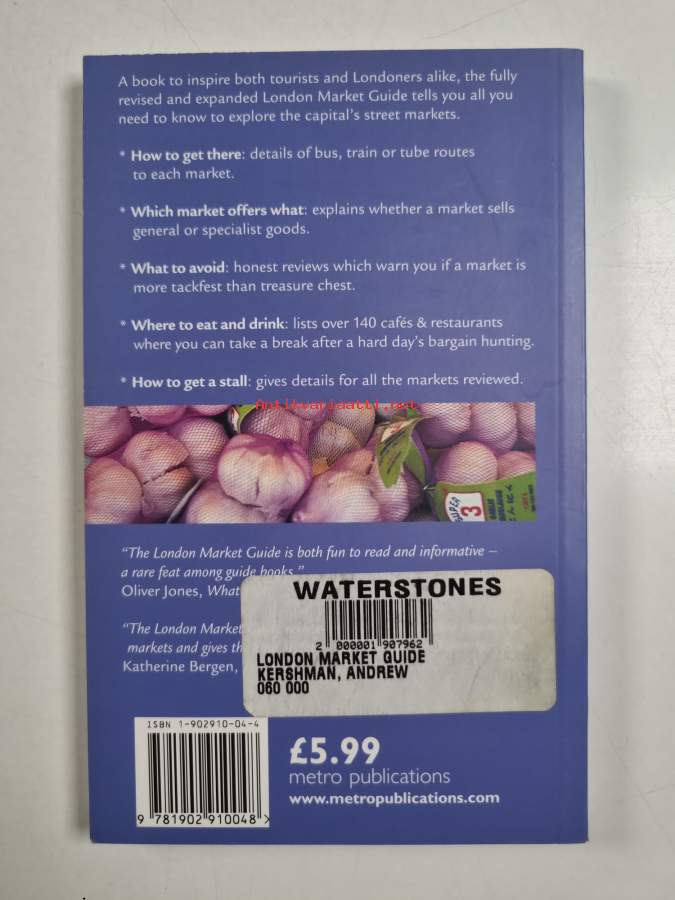 A book to inspire both tourists and Londoners alike, the fully
revised and expanded London Market Guide tells you all you
need to know to explore the capital's street markets.
* How to get there: details of bus, train or tube routes
to each market.
* Which market offers what: explains whether a market sells
general or specialist goods.
* What to avoid: honest reviews which warn you if a market is
more tackfest than treasure chest.
* Where to eat and drink: lists over 140 cafés & restaurants
where you can take a break after a hard day's bargain hunting.
* How to get a stall: gives details for all the markets reviewed.
Antikvariaatti.net
SUPER
3
"The London Market Guide is both fun to read and informative –
a rare feat among guide books."
Oliver Jones, What
"The London Market
markets and gives th
Katherine Bergen,
WATERSTONES
2 000001 907962
LONDON MARKET GUIDE
KERSHMAN, ANDREW
060 000
ISBN 1-902910-04-4
9 781902 910048 >
£5.99
metro publications
www.metropublications.com